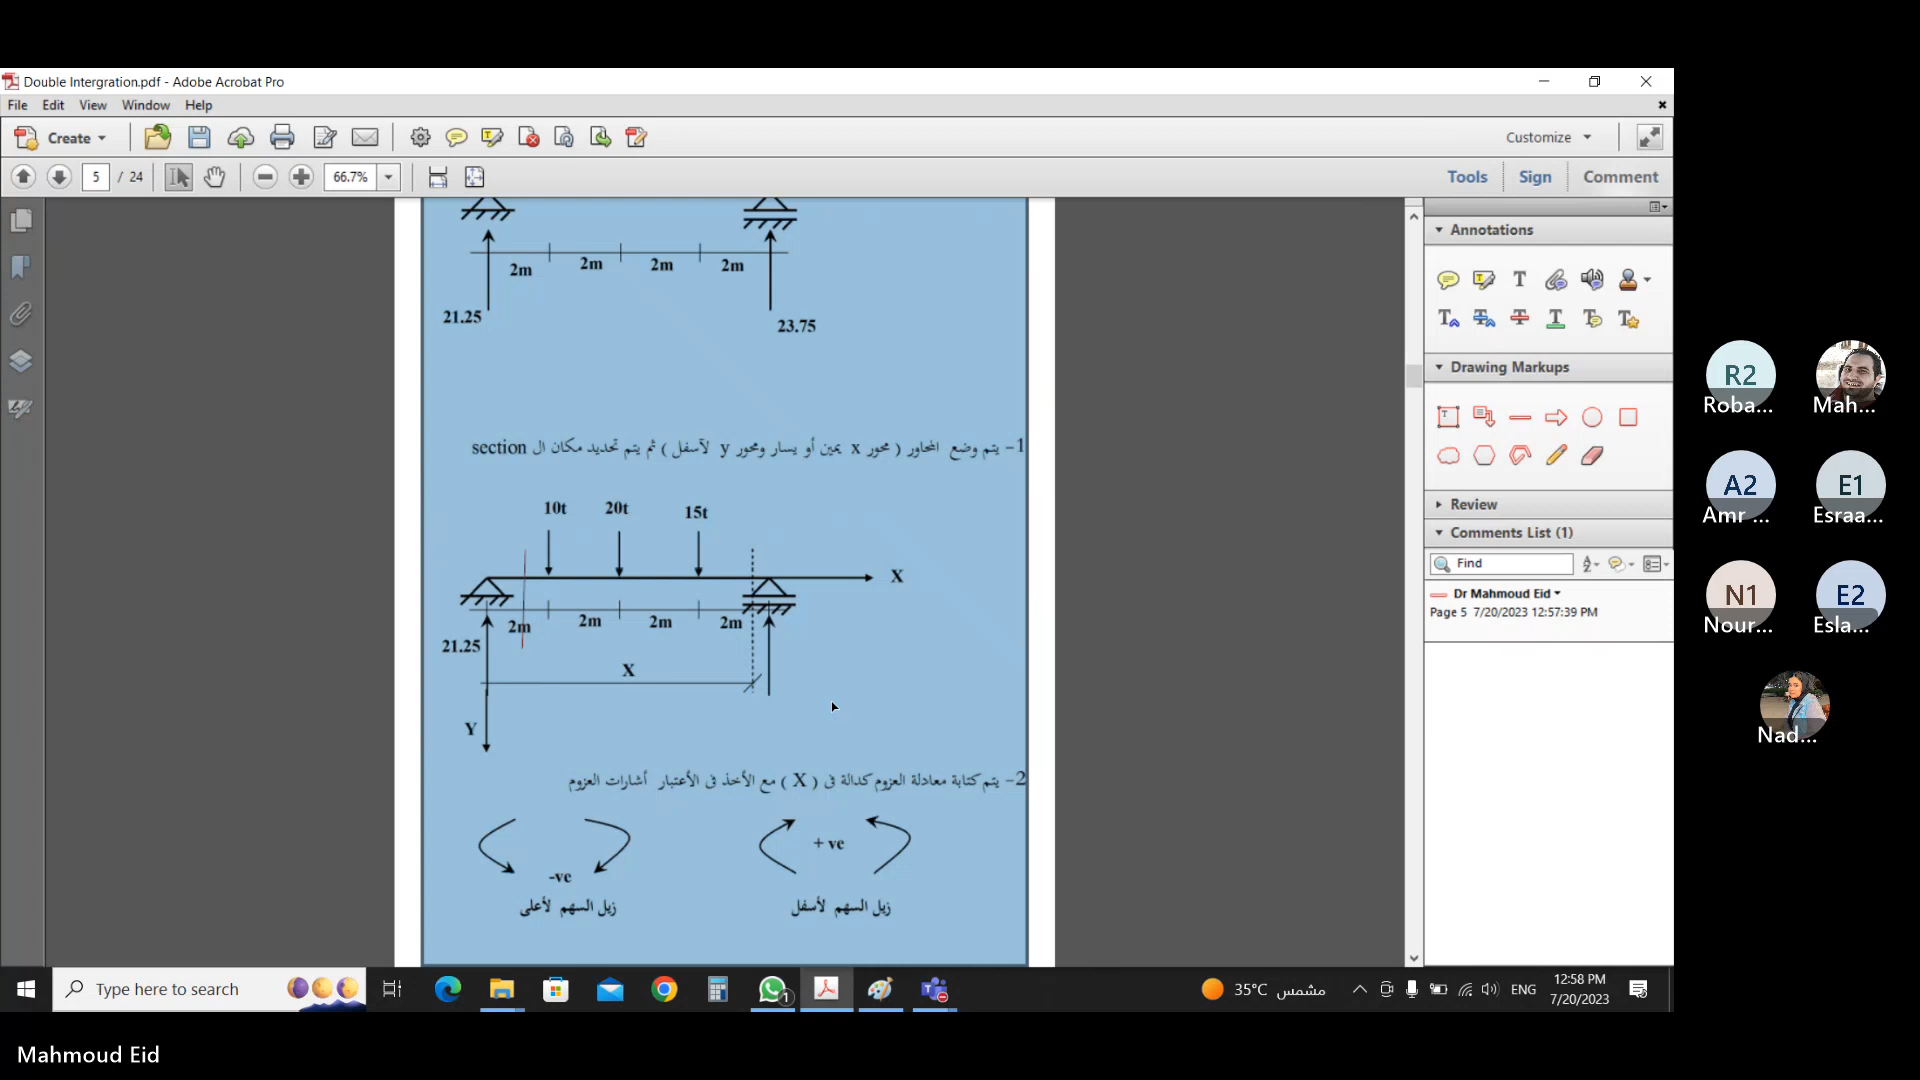 Double Intergration.pdf - Adobe Acrobat Pro
File Edit View Window Help
Create
Customize
5 / 24
66.7%
Tools Sign Comment
2m 2m 2m 2m
21.25
23.75
1- يتم وضع المحاور ( محور x يمين أو يسار ومحور y لأسفل ) ثم يتم تحديد مكان ال section
10t 20t 15t
X
2m 2m 2m 2m
21.25
X
Y
2- يتم كتابة معادلة العزوم كدالة فى ( X ) مع الأخذ فى الأعتبار أشارات العزوم
+ ve
-ve
زيل السهم لأعلى
زيل السهم لأسفل
Annotations
Drawing Markups
Review
Comments List (1)
Find
Dr Mahmoud Eid
Page 5 7/20/2023 12:57:39 PM
R2
Roba...
Mah...
A2
Amr ...
E1
Esraa...
N1
Nour...
E2
Esla...
Nad...
Type here to search
1
35°C مشمس
ENG
12:58 PM
7/20/2023
Mahmoud Eid